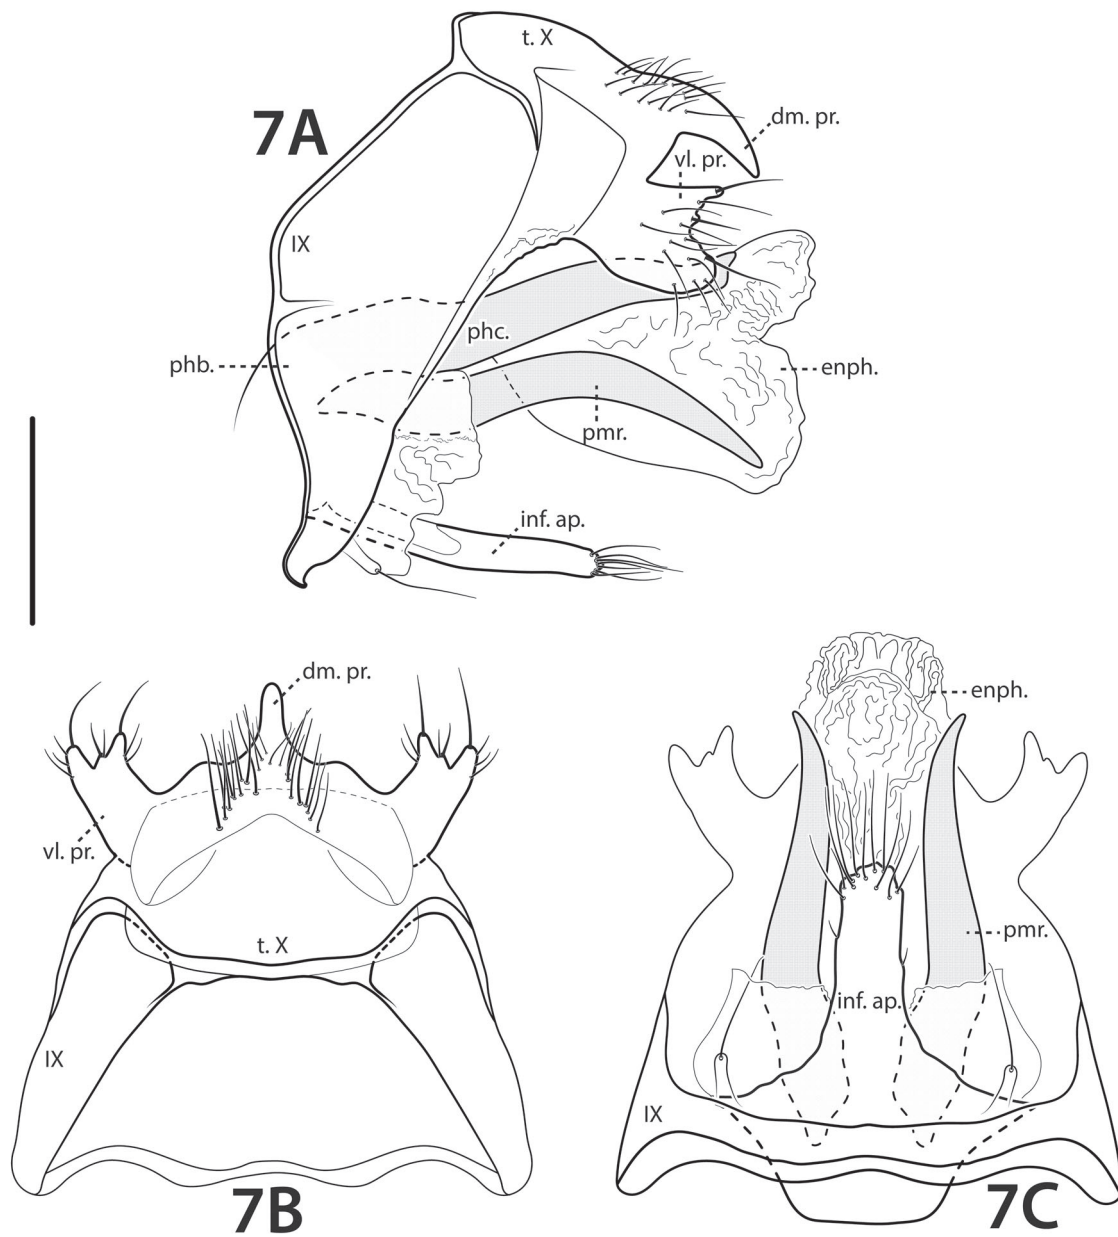 t. X
7A
dm. pr.
vl. pr.
IX
phc.
phb.
enph.
pmr.
inf. ap.
dm. pr.
enph.
vl. pr.
t. X
pmr.
inf. ap.
IX
IX
7B
7C